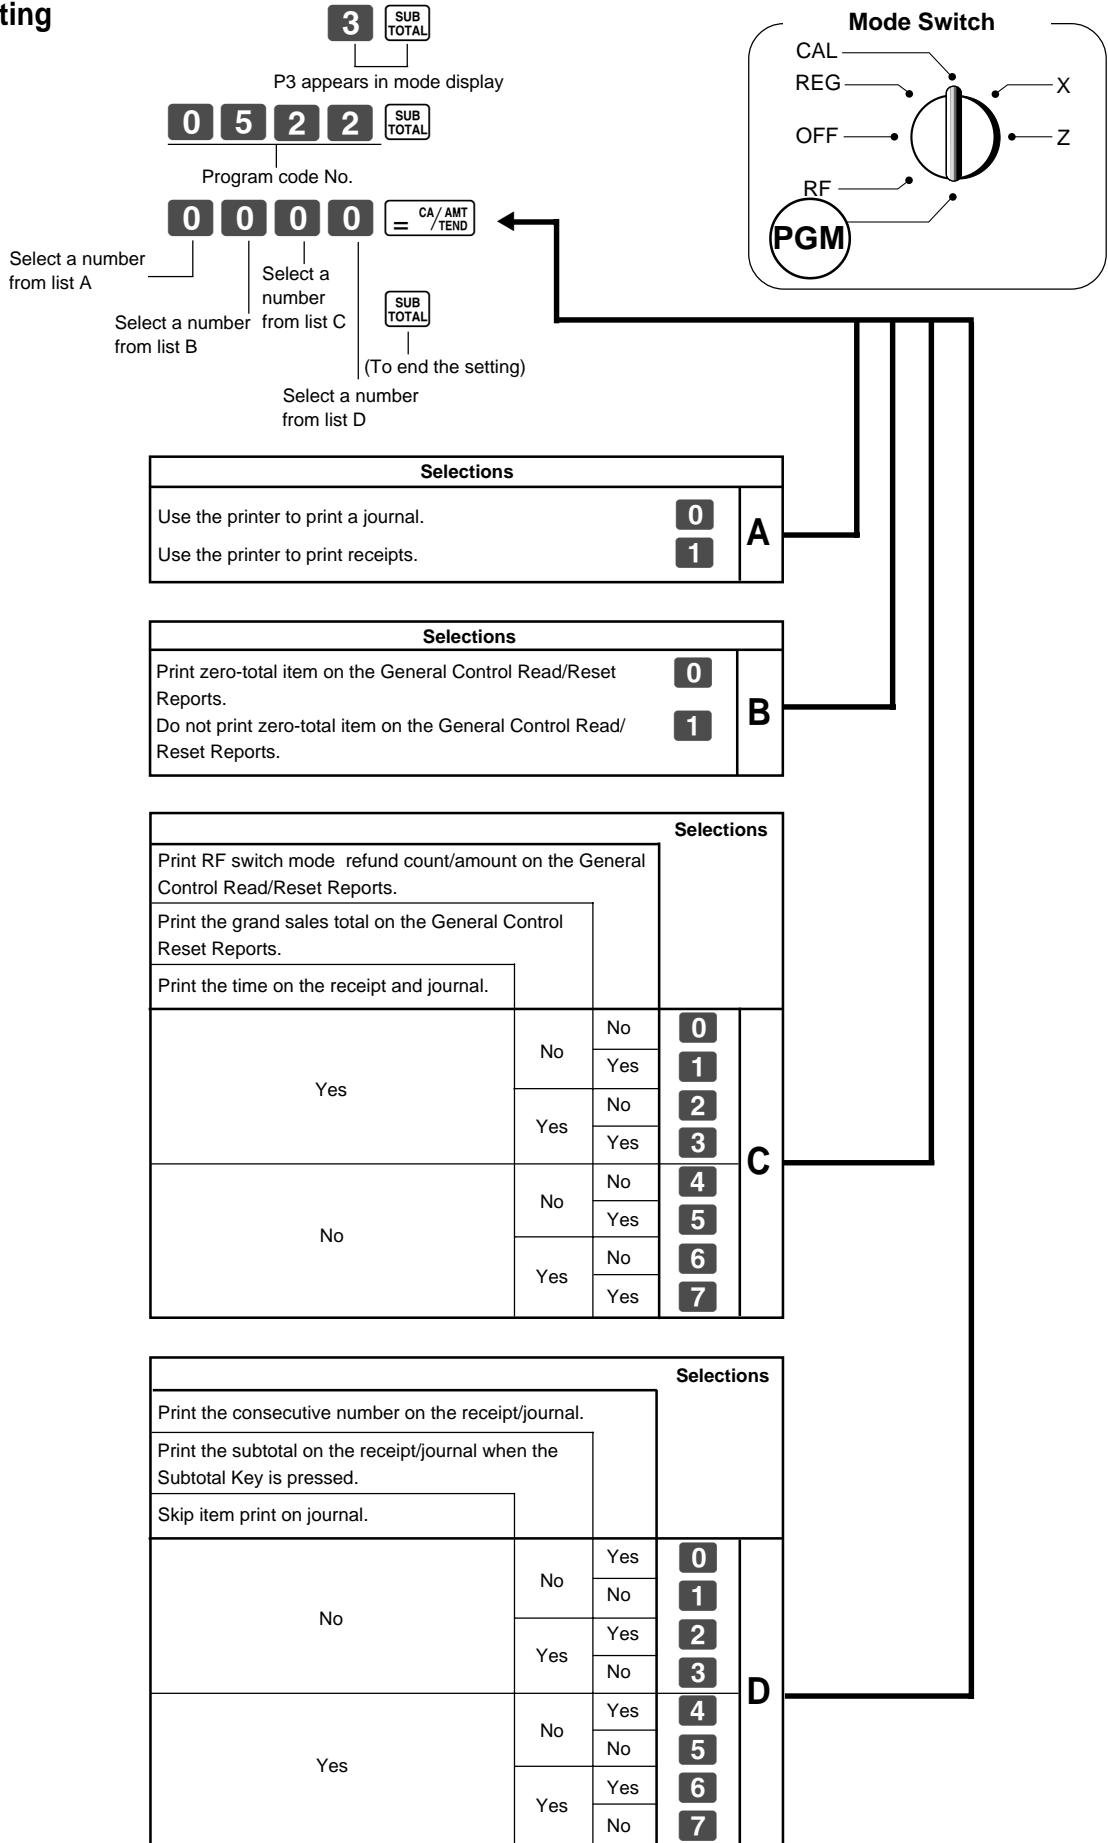 ting
3 SUB TOTAL
P3 appears in mode display
0 5 2 2 SUB TOTAL
Program code No.
0 0 0 0 = CA/AMT /TEND
Select a number
from list A
Select a number
from list B
Select a
number
from list C
SUB TOTAL
(To end the setting)
Select a number
from list D
Mode Switch
CAL
REG
OFF
RF
PGM
X
Z
Selections
Use the printer to print a journal. 0
Use the printer to print receipts. 1
A
Selections
Print zero-total item on the General Control Read/Reset
Reports. 0
Do not print zero-total item on the General Control Read/
Reset Reports. 1
B
Selections
Print RF switch mode refund count/amount on the General
Control Read/Reset Reports.
Print the grand sales total on the General Control
Reset Reports.
Print the time on the receipt and journal.
Yes No No 0
Yes 1
Yes No 2
Yes 3
No No No 4
Yes 5
Yes No 6
Yes 7
C
Selections
Print the consecutive number on the receipt/journal.
Print the subtotal on the receipt/journal when the
Subtotal Key is pressed.
Skip item print on journal.
No No Yes 0
No 1
Yes Yes 2
No 3
Yes No Yes 4
No 5
Yes Yes 6
No 7
D